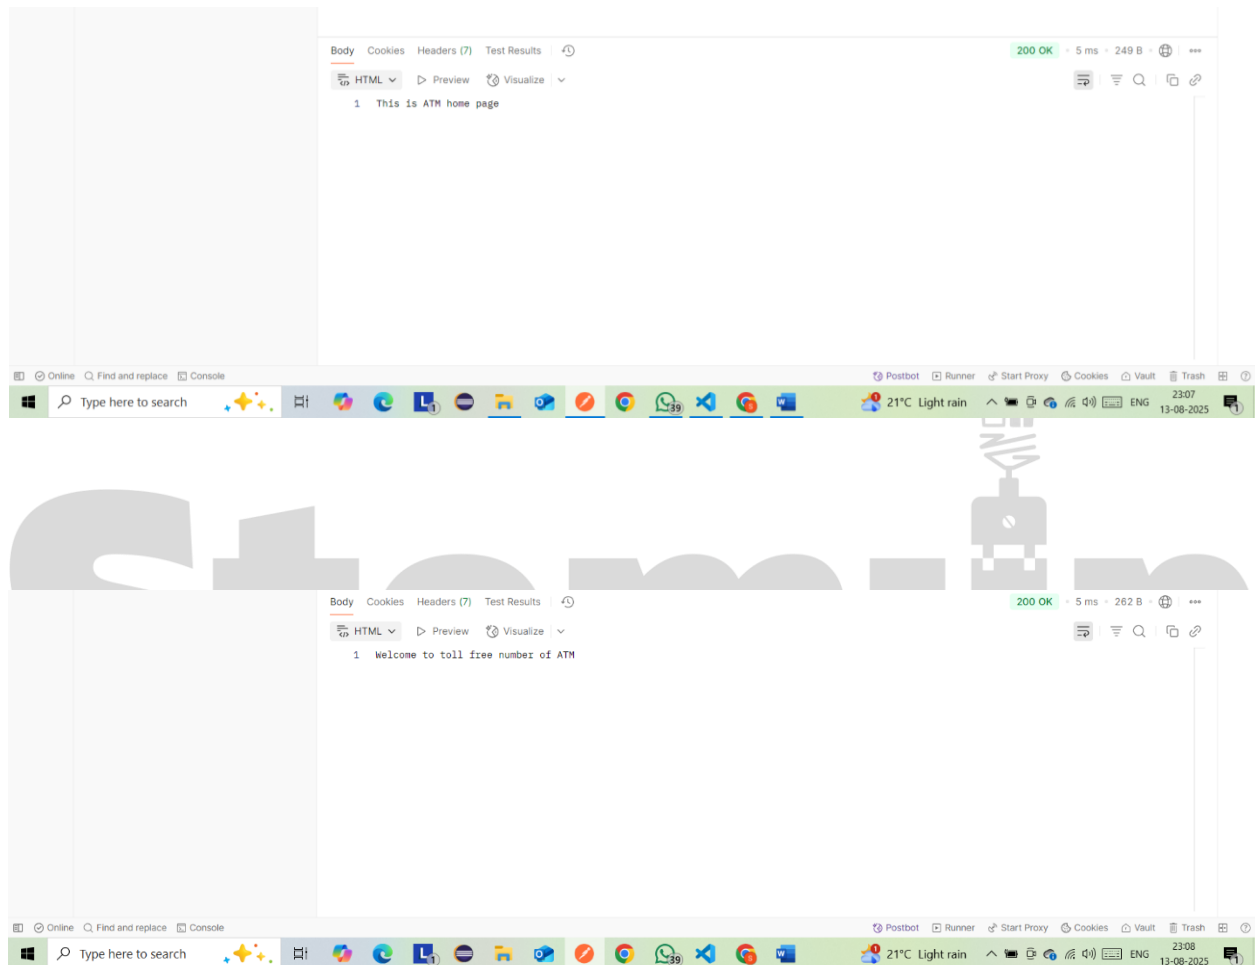 Body Cookies Headers (7) Test Results 200 OK 5 ms 249 B
HTML Preview Visualize
1 This is ATM home page
Online Find and replace Console Postbot Runner Start Proxy Cookies Vault Trash
Type here to search L 1 39 21°C Light rain ENG 23:07
13-08-2025
Body Cookies Headers (7) Test Results 200 OK 5 ms 262 B
HTML Preview Visualize
1 Welcome to toll free number of ATM
Online Find and replace Console Postbot Runner Start Proxy Cookies Vault Trash
Type here to search L 1 39 21°C Light rain ENG 23:08
13-08-2025